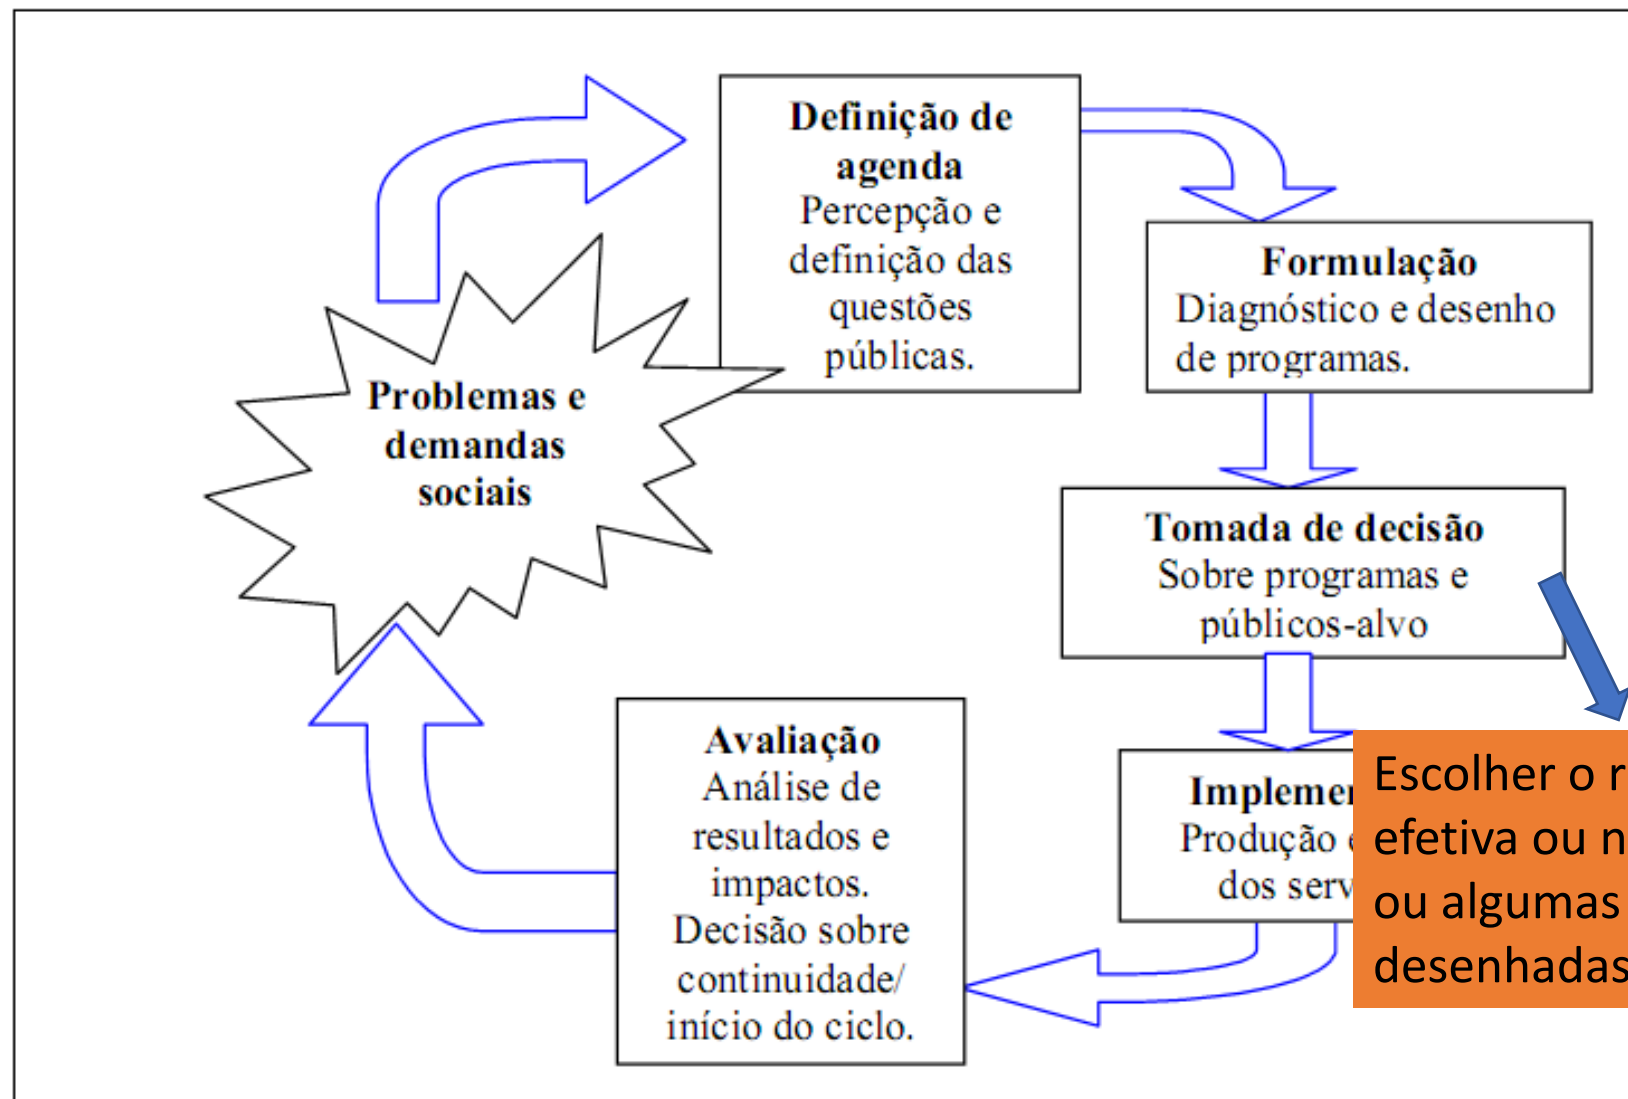 Definição de
agenda
Percepção e
definição das
questões
públicas.
Formulação
Diagnóstico e desenho
de programas.
Problemas e
demandas
sociais
Tomada de decisão
Sobre programas e
públicos-alvo
Avaliação
Análise de
resultados e
impactos.
Decisão sobre
continuidade/
início do ciclo.
Produção
dos
Escolher o
efetiva ou
ou algumas
desenhadas